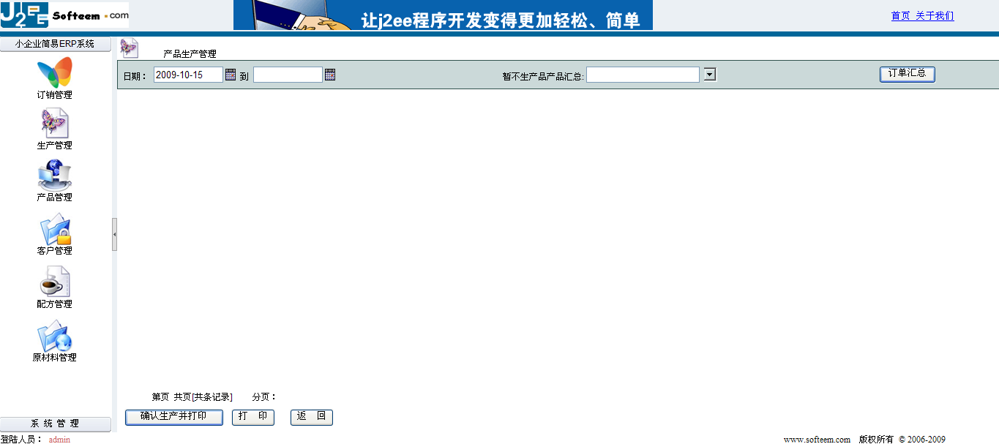 J2EE Softeem .com
让j2ee程序开发变得更加轻松、简单
首页 关于我们
小企业简易ERP系统
产品生产管理
日期： 2009-10-15 到 暂不生产品产品汇总: 订单汇总
订销管理
生产管理
产品管理
客户管理
配方管理
原材料管理
第页 共页[共条记录] 分页：
确认生产并打印 打 印 返 回
系 统 管 理
登陆人员： admin
www.softeem.com 版权所有 © 2006-2009